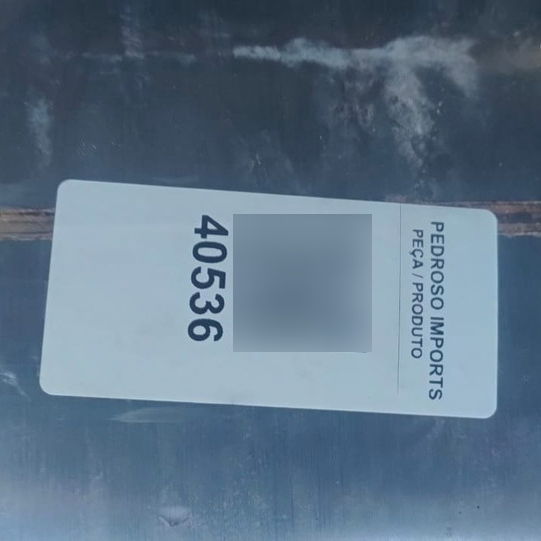 PEDROSO IMPORTS
PEÇA / PRODUTO
40536